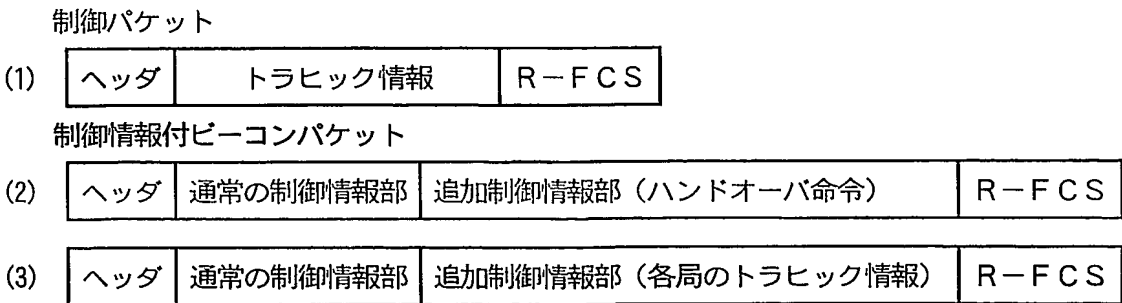 制御パケット
(1) ヘッダ トラヒック情報 R-FCS
制御情報付ビーコンパケット
(2) ヘッダ 通常の制御情報部 追加制御情報部(ハンドオーバ命令) R-FCS
(3) ヘッダ 通常の制御情報部 追加制御情報部(各局のトラヒック情報) R-FCS